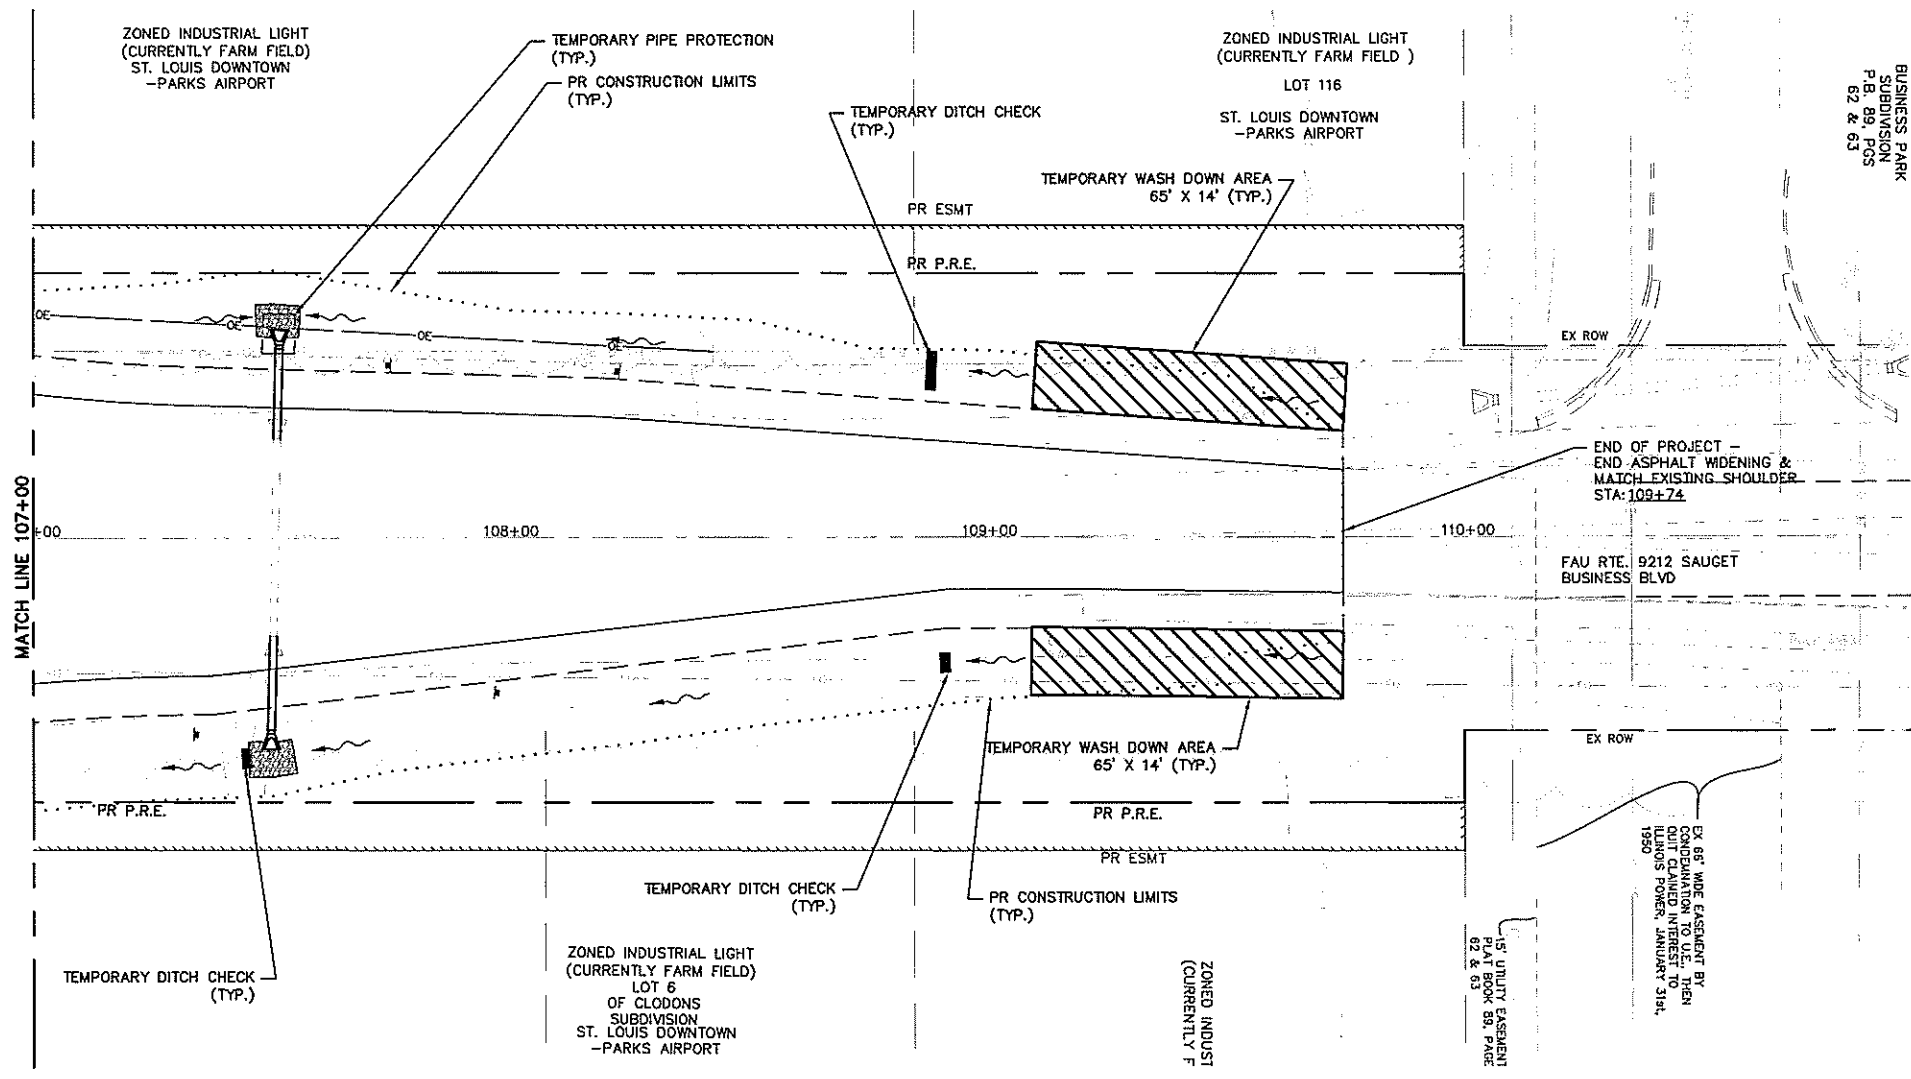 ZONED INDUSTRIAL LIGHT
(CURRENTLY FARM FIELD)
ST. LOUIS DOWNTOWN
-PARKS AIRPORT
TEMPORARY PIPE PROTECTION
(TYP.)
PR CONSTRUCTION LIMITS
(TYP.)
TEMPORARY DITCH CHECK
(TYP.)
ZONED INDUSTRIAL LIGHT
(CURRENTLY FARM FIELD )
LOT 116
ST. LOUIS DOWNTOWN
-PARKS AIRPORT
TEMPORARY WASH DOWN AREA
65' X 14' (TYP.)
BUSINESS PARK
SUBDIVISION
P.B. 89, PGS
62 & 63
PR ESMT
PR P.R.E.
OE
OE
OE
OE
EX ROW
END OF PROJECT -
END ASPHALT WIDENING &
MATCH EXISTING SHOULDER
STA:109+74
MATCH LINE 107+00
+00
108+00
109+00
110+00
FAU RTE. 9212 SAUGET
BUSINESS BLVD
TEMPORARY WASH DOWN AREA
65' X 14' (TYP.)
EX ROW
PR P.R.E.
PR P.R.E.
PR ESMT
EX 66' WIDE EASEMENT BY
CONDEMNATION TO U.E., THEN
QUIT CLAIMED INTEREST TO
ILLINOIS POWER, JANUARY 31st,
1950
TEMPORARY DITCH CHECK
(TYP.)
PR CONSTRUCTION LIMITS
(TYP.)
15' UTILITY EASEMENT
PLAT BOOK 89, PAGE
62 & 63
TEMPORARY DITCH CHECK
(TYP.)
ZONED INDUSTRIAL LIGHT
(CURRENTLY FARM FIELD)
LOT 6
OF CLODONS
SUBDIVISION
ST. LOUIS DOWNTOWN
-PARKS AIRPORT
ZONED INDUST
(CURRENTLY F